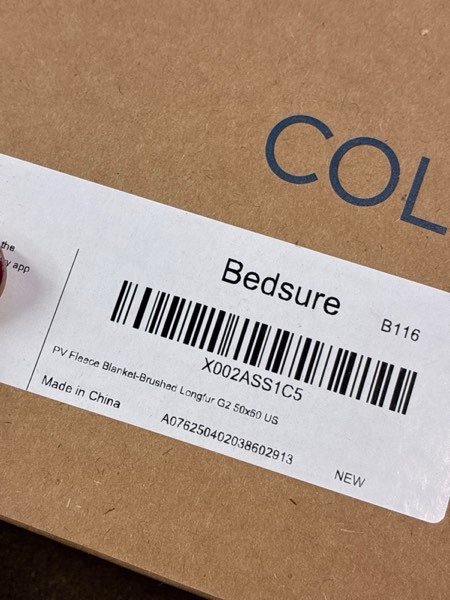 COL
the
y app
Bedsure
B116
X002ASS1C5
PV Fleece Blanket-Brushed Longfur G2 50x60 US
Made in China
A076250402038602913
NEW